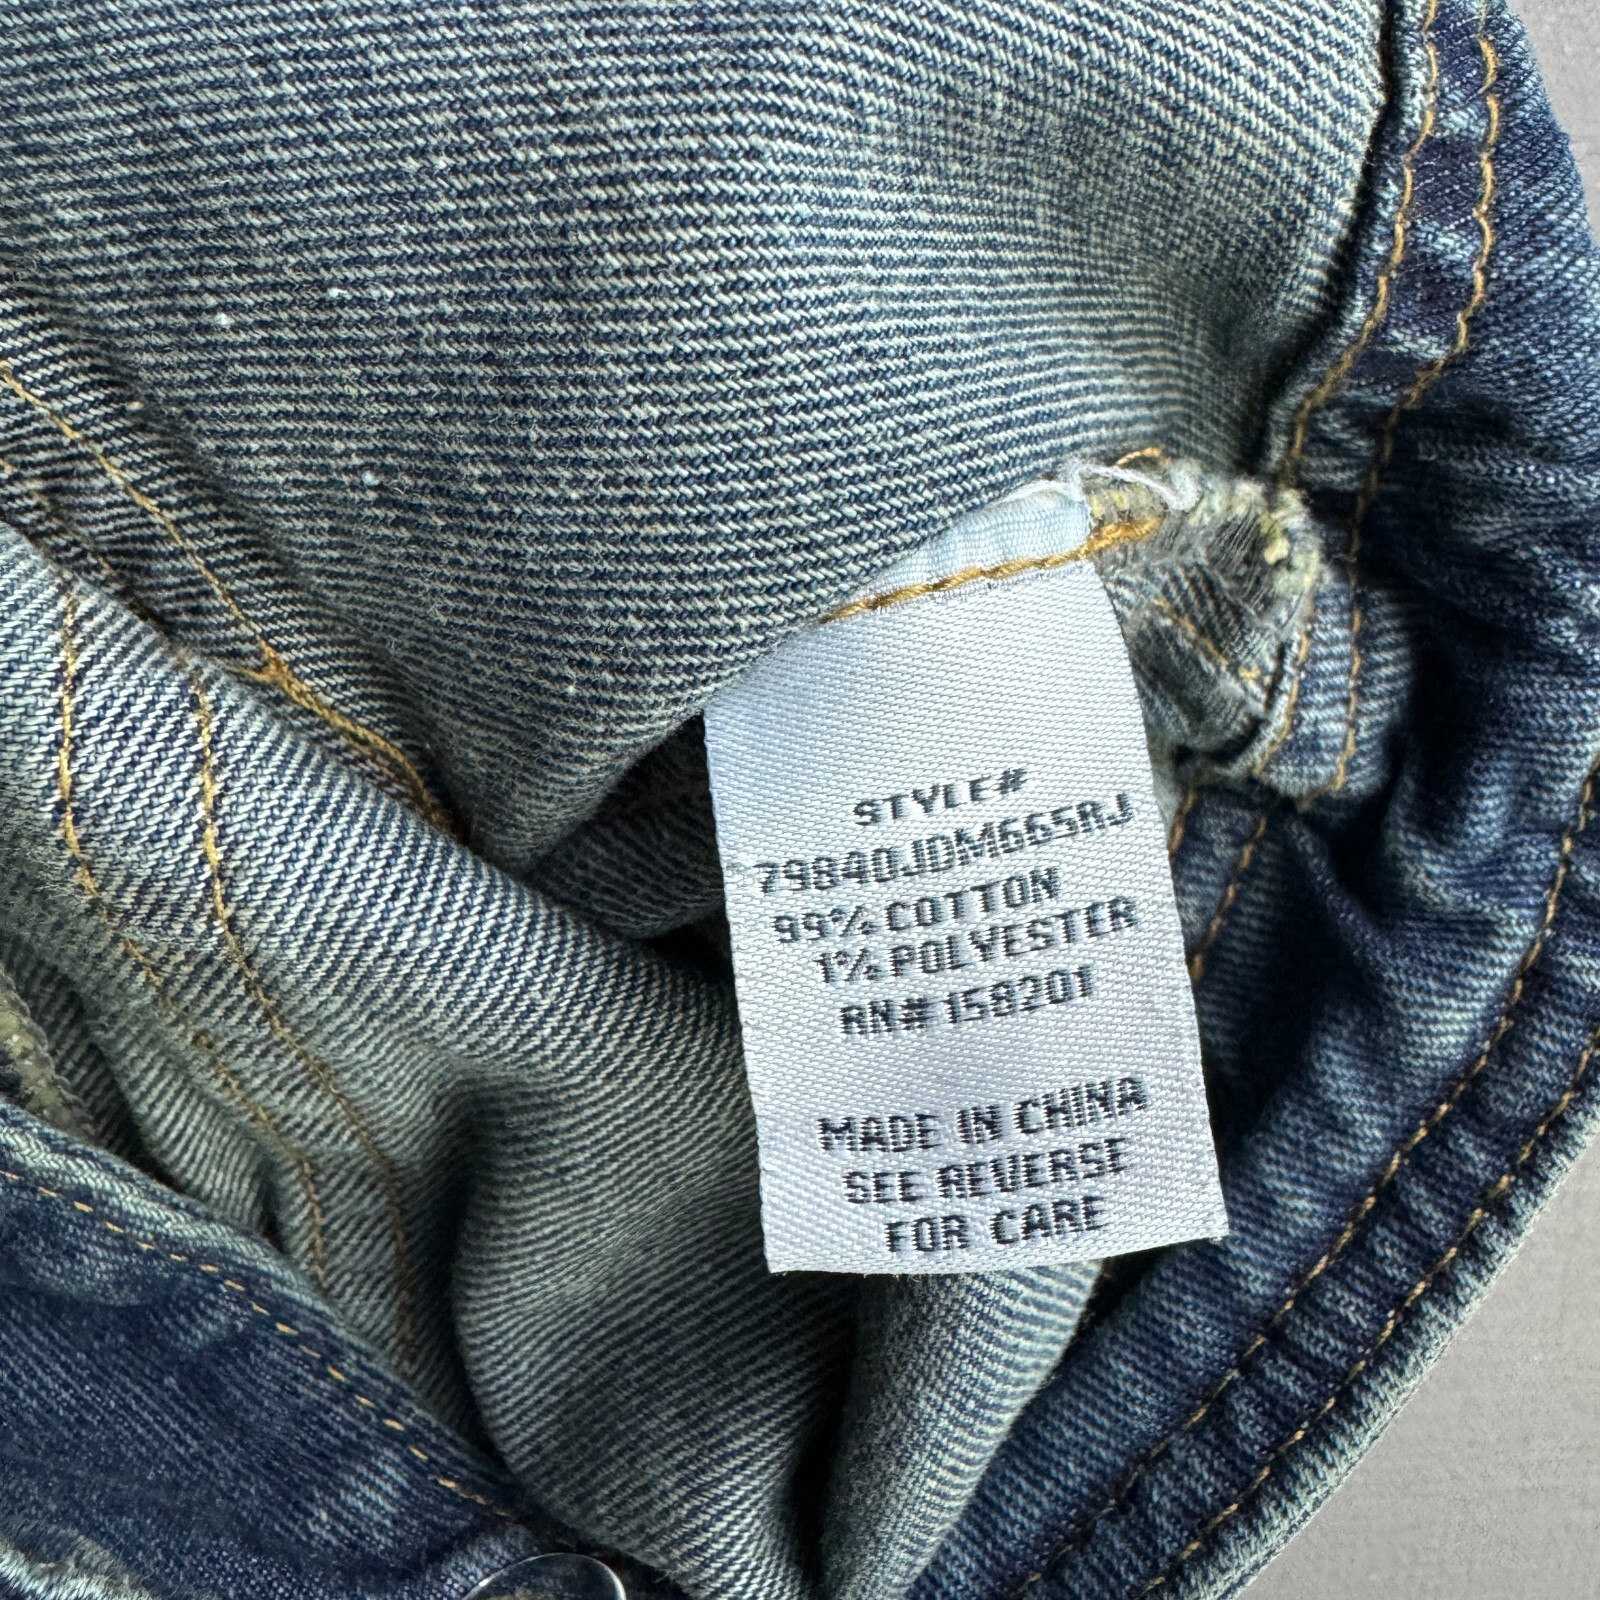 STYLE#
79840JDM665RJ
99% COTTON
1% POLYESTER
RN# 158201
MADE IN CHINA
SEE REVERSE
FOR CARE